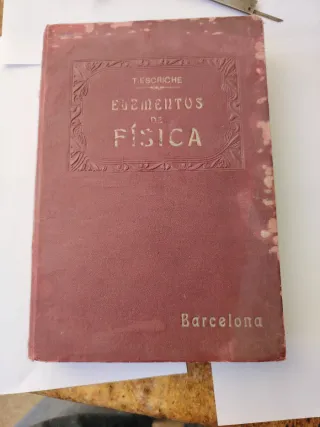 T. ESCRICHE
ELEMENTOS
DE
FÍSICA
Barcelona